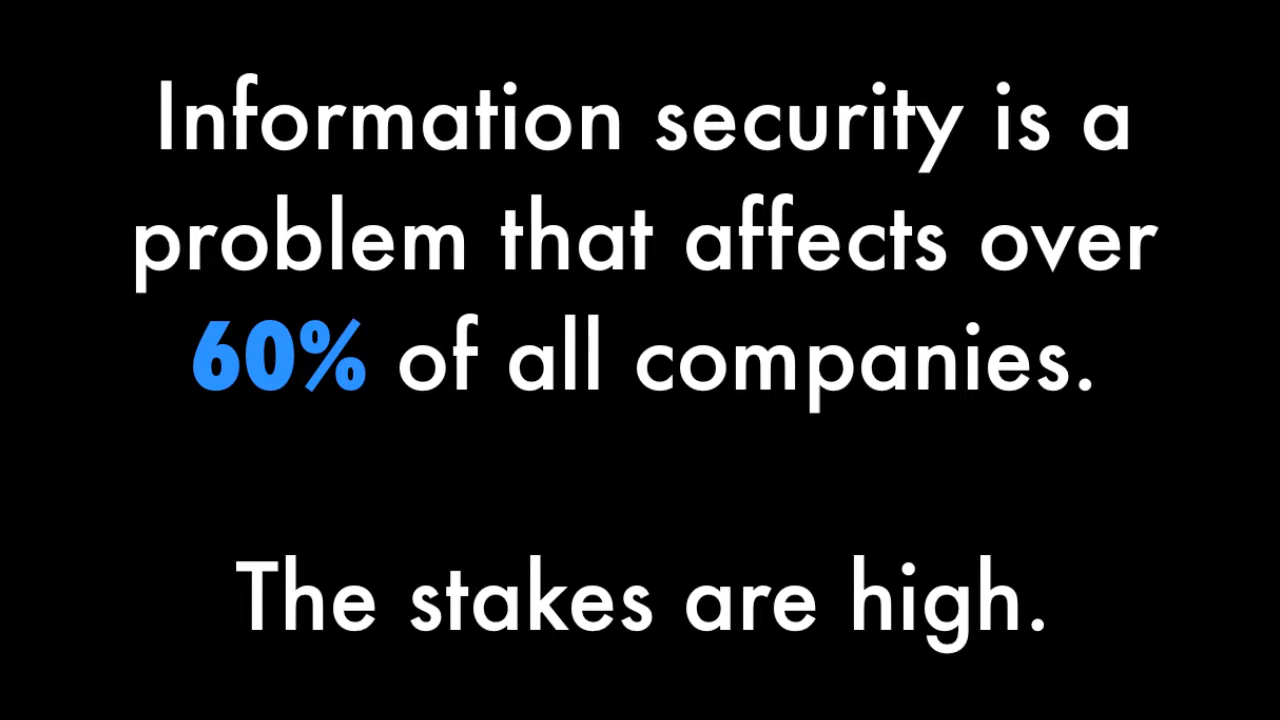 Information security is a
problem that affects over
60% of all companies.
The stakes are high.